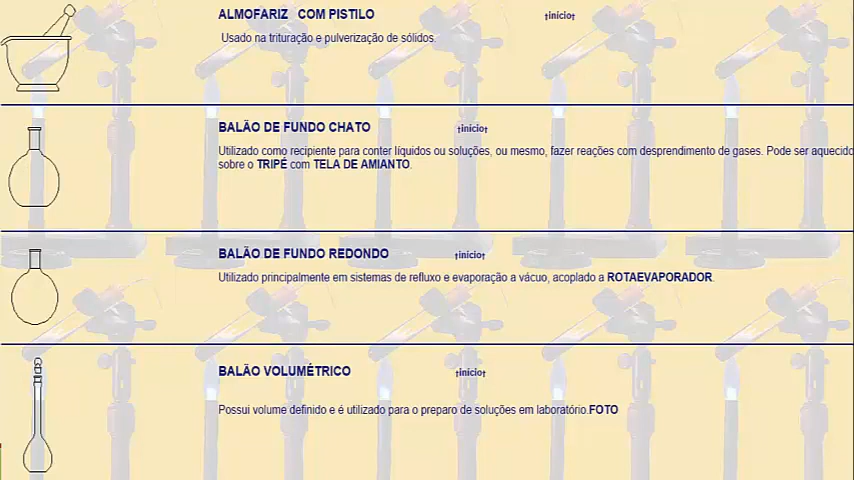 ALMOFARIZ COM PISTILO †início†
Usado na trituração e pulverização de sólidos.
BALÃO DE FUNDO CHATO †início†
Utilizado como recipiente para conter líquidos ou soluções, ou mesmo, fazer reações com desprendimento de gases. Pode ser aquecido
sobre o TRIPÉ com TELA DE AMIANTO.
BALÃO DE FUNDO REDONDO †início†
Utilizado principalmente em sistemas de refluxo e evaporação a vácuo, acoplado a ROTAEVAPORADOR.
BALÃO VOLUMÉTRICO †início†
Possui volume definido e é utilizado para o preparo de soluções em laboratório.FOTO